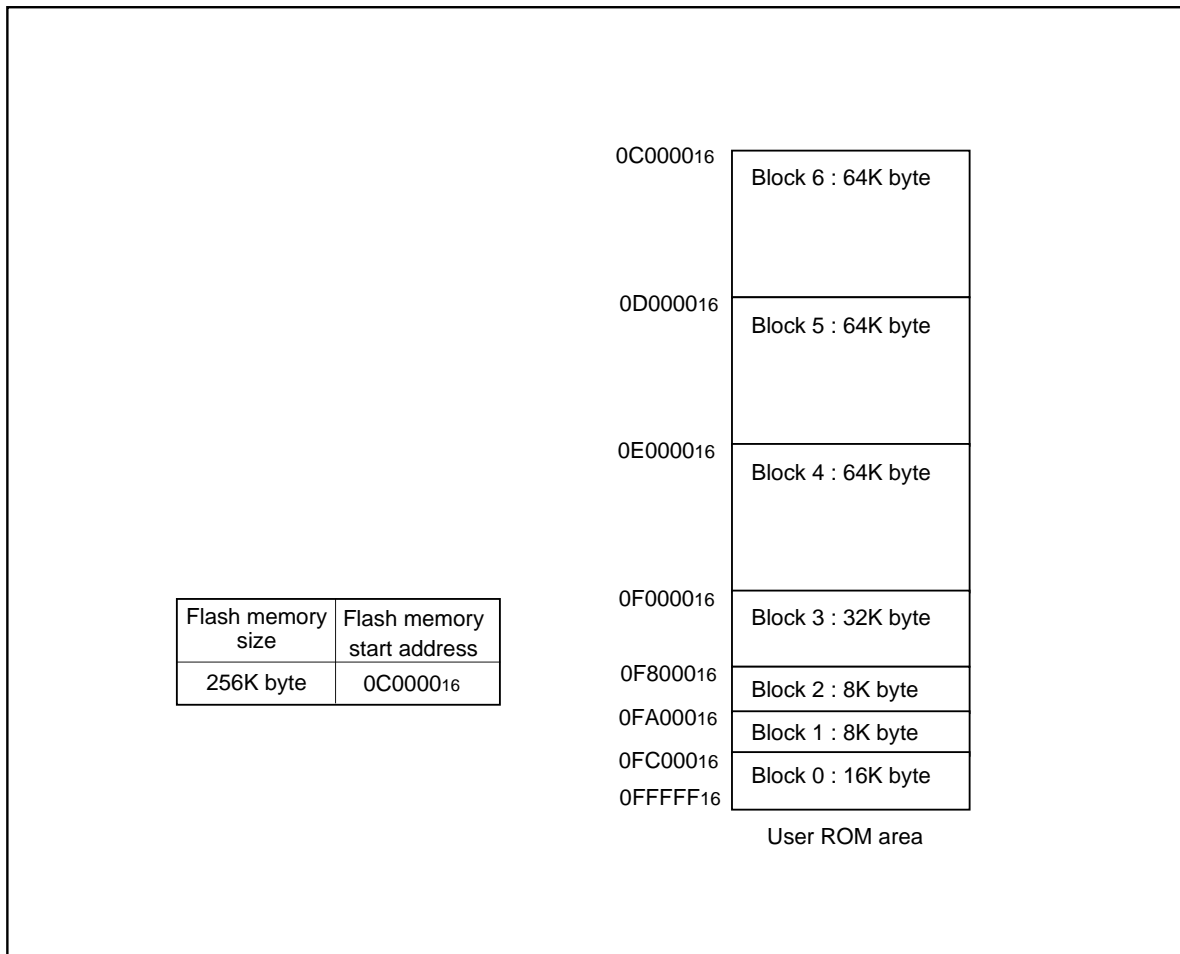 0C000016
Block 6 : 64K byte
0D000016
Block 5 : 64K byte
0E000016
Block 4 : 64K byte
0F000016
Block 3 : 32K byte
0F800016
Block 2 : 8K byte
0FA00016
Block 1 : 8K byte
0FC00016
Block 0 : 16K byte
0FFFFF16
User ROM area
Flash memory size
Flash memory start address
256K byte
0C000016